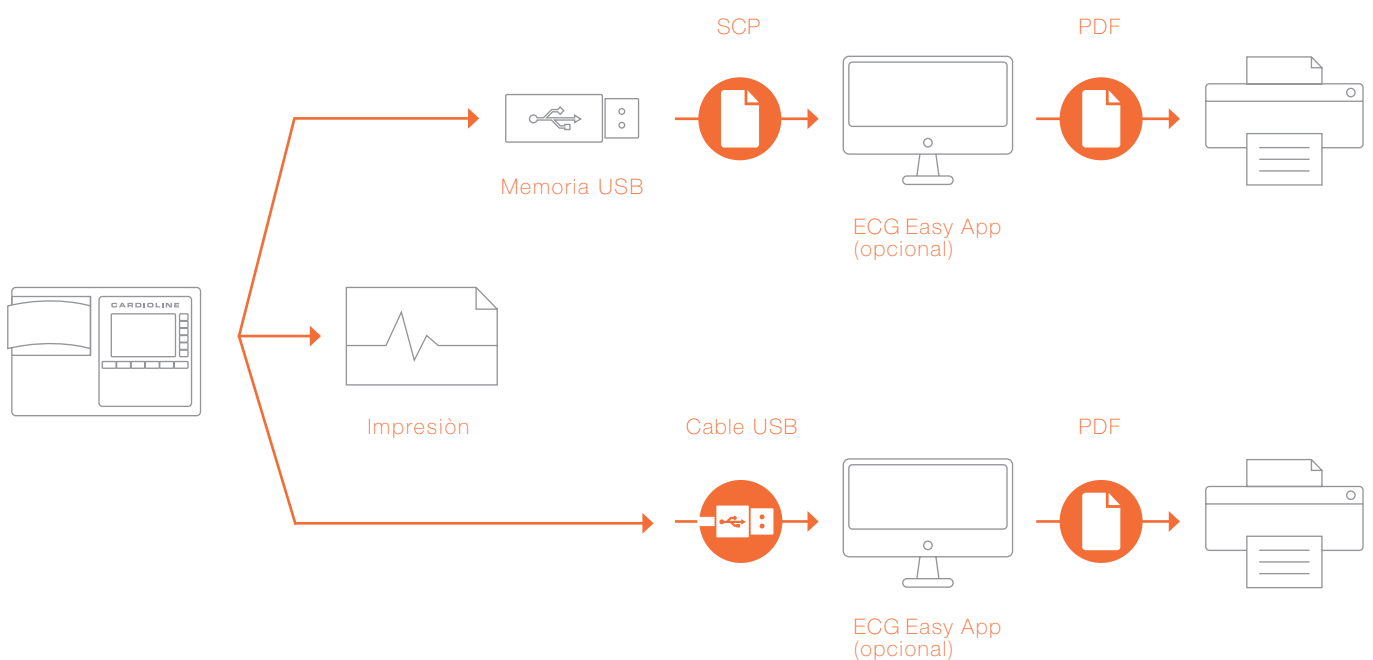 SCP
PDF
Memoria USB
ECG Easy App
(opcional)
CARDIOLINE
Impresiòn
Cable USB
PDF
ECG Easy App
(opcional)